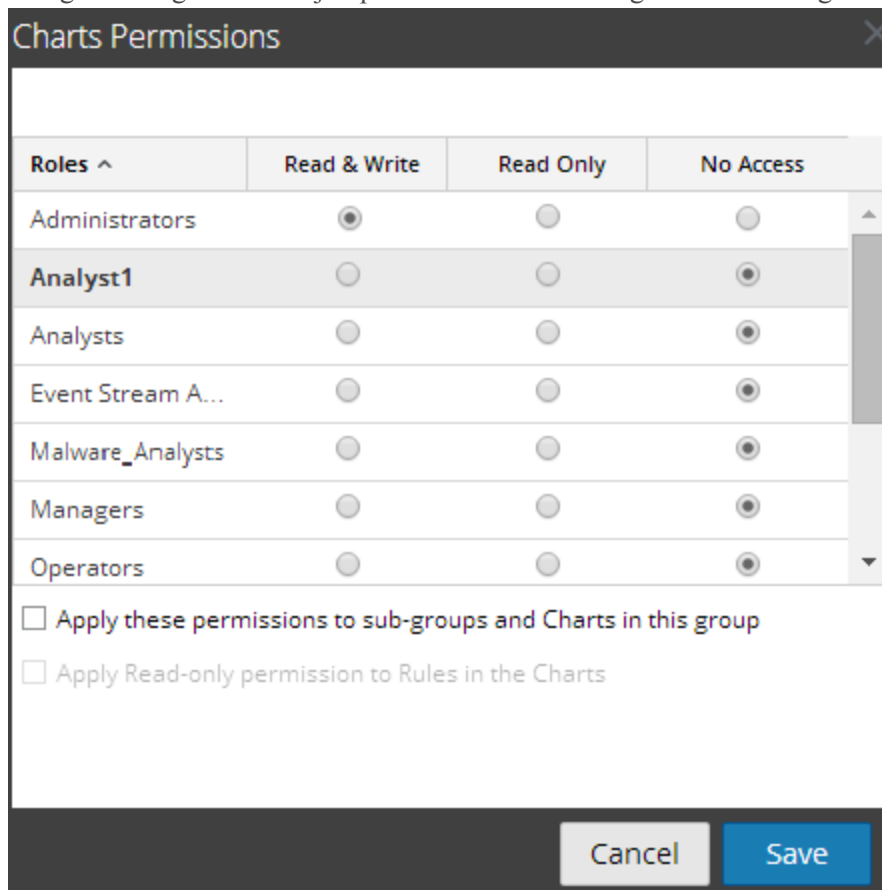 Charts Permissions
Roles Read & Write Read Only No Access
Administrators
Analyst1
Analysts
Event Stream A...
Malware_Analysts
Managers
Operators
Apply these permissions to sub-groups and Charts in this group
Apply Read-only permission to Rules in the Charts
Cancel Save